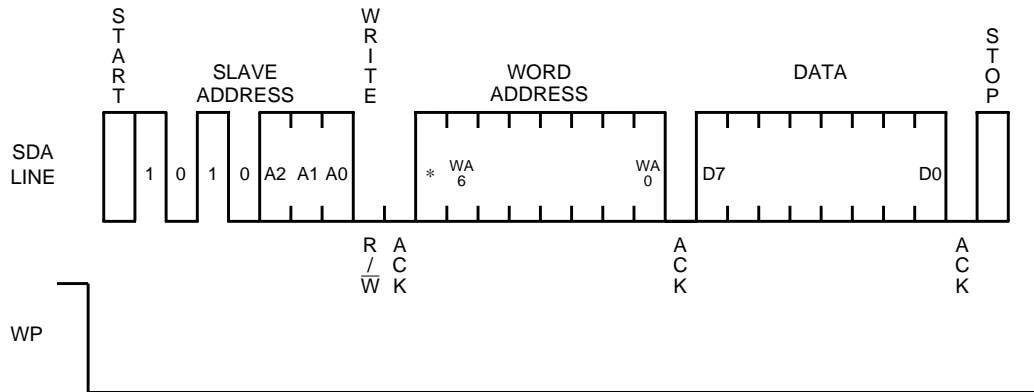 START
WRITE
STOP
SLAVE
ADDRESS
WORD
ADDRESS
DATA
SDA
LINE
1 0 1 0 A2 A1 A0
* WA
6
WA
0
D7 D0
R
/
W
ACK
ACK
ACK
WP